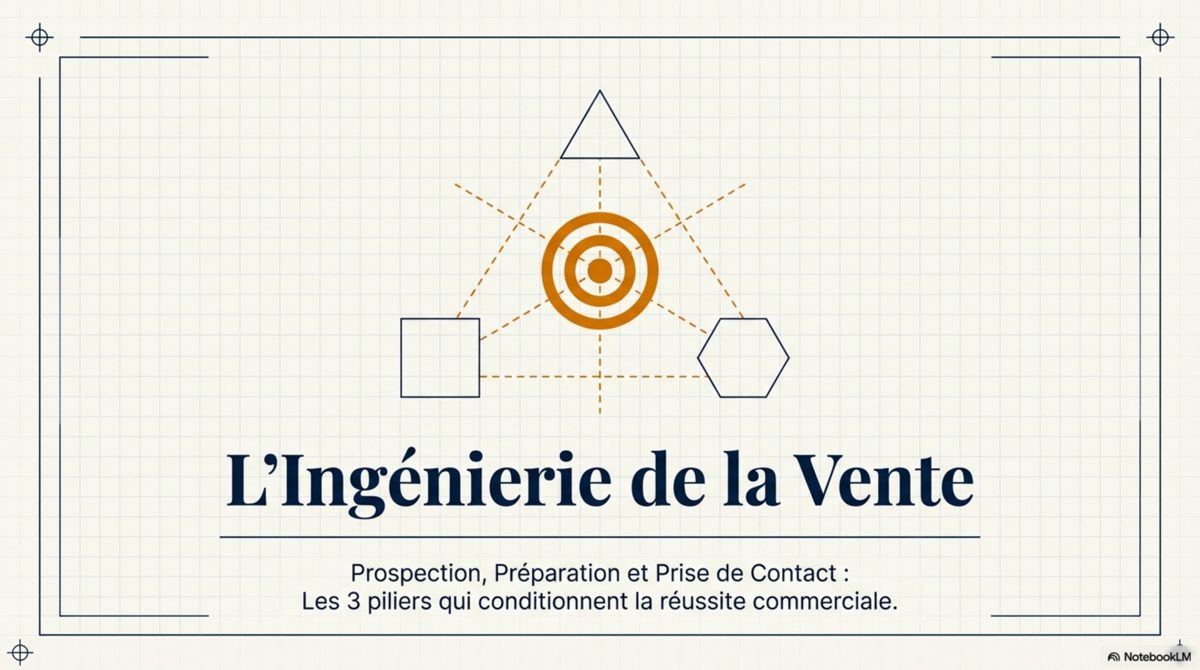 L’Ingénierie de la Vente
Prospection, Préparation et Prise de Contact :
Les 3 piliers qui conditionnent la réussite commerciale.
NotebookLM